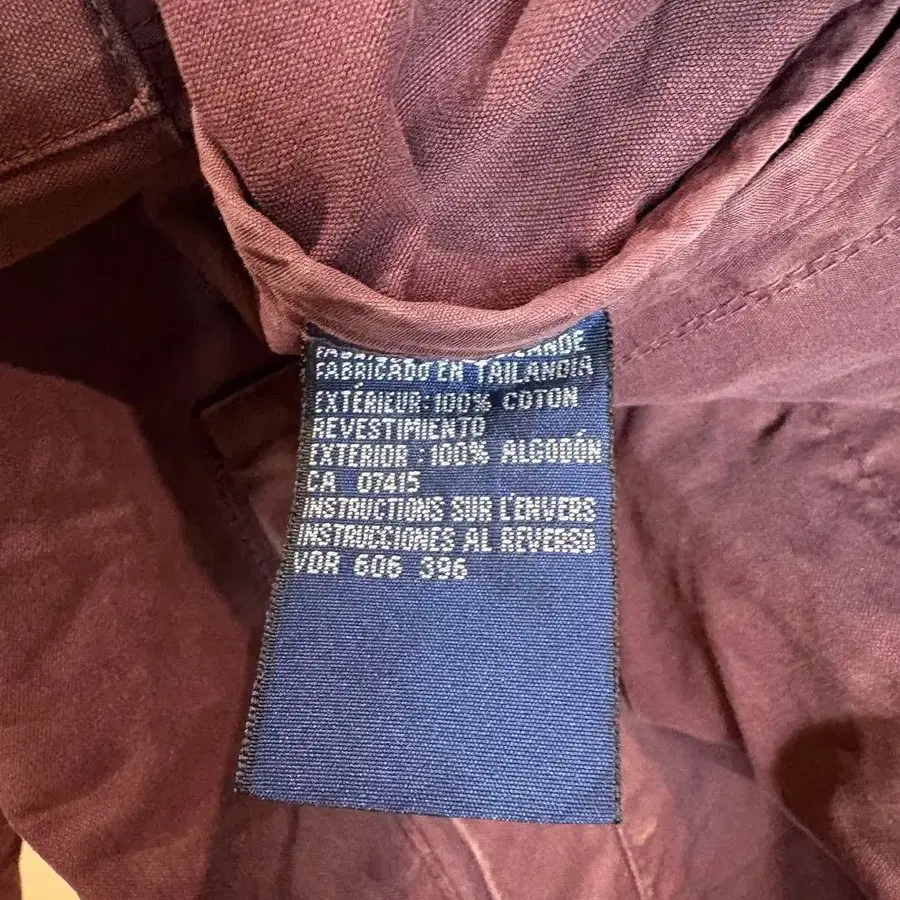 FABRICADO EN TAILANDIA
EXTÉRIEUR:100% COTON
REVESTIMIENTO
EXTERIOR :100% ALGODÓN
CA 07415
INSTRUCTIONS SUR L'ENVERS
INSTRUCCIONES AL REVERSO
VDR 606 396